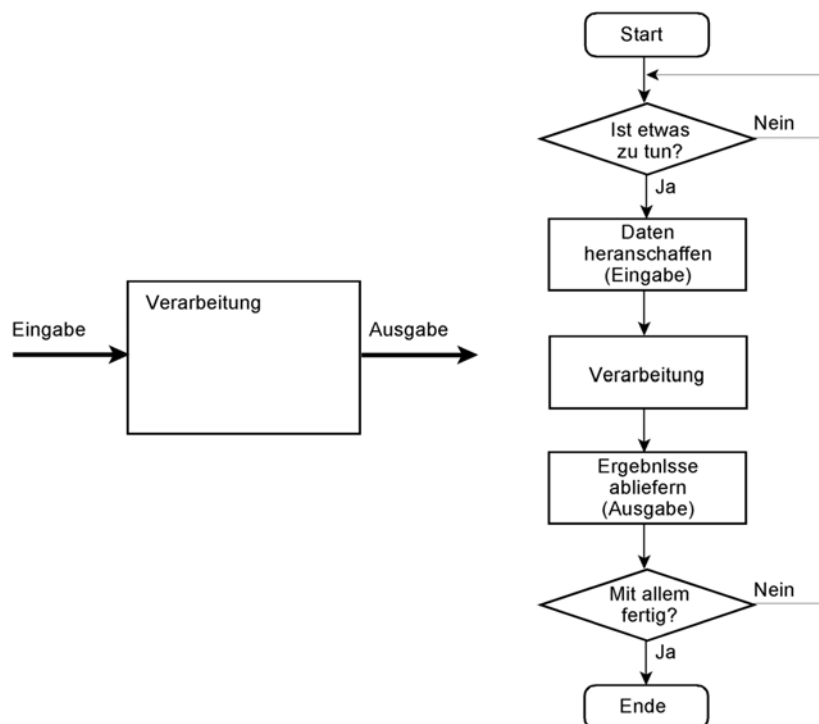 Eingabe
Verarbeitung
Ausgabe
Start
Ist etwas
zu tun?
Nein
Ja
Daten
heranschaffen
(Eingabe)
Verarbeitung
Ergebnlsse
abliefern
(Ausgabe)
Mit allem
fertig?
Nein
Ja
Ende